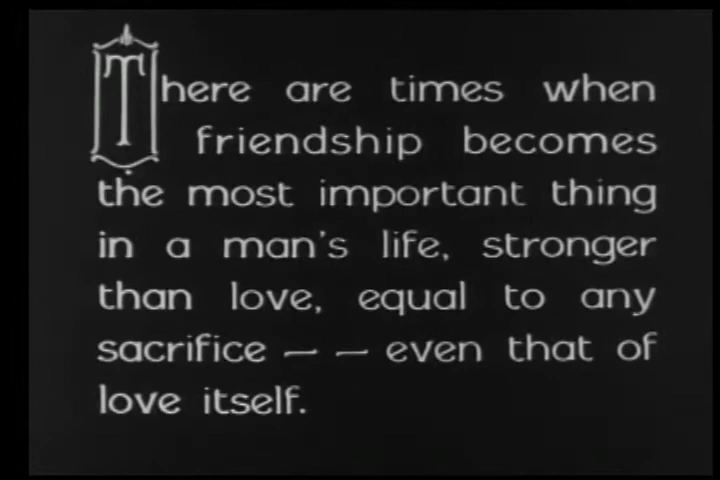 There are times when
friendship becomes
the most important thing
in a man's life, stronger
than love, equal to any
sacrifice — — even that of
love itself.